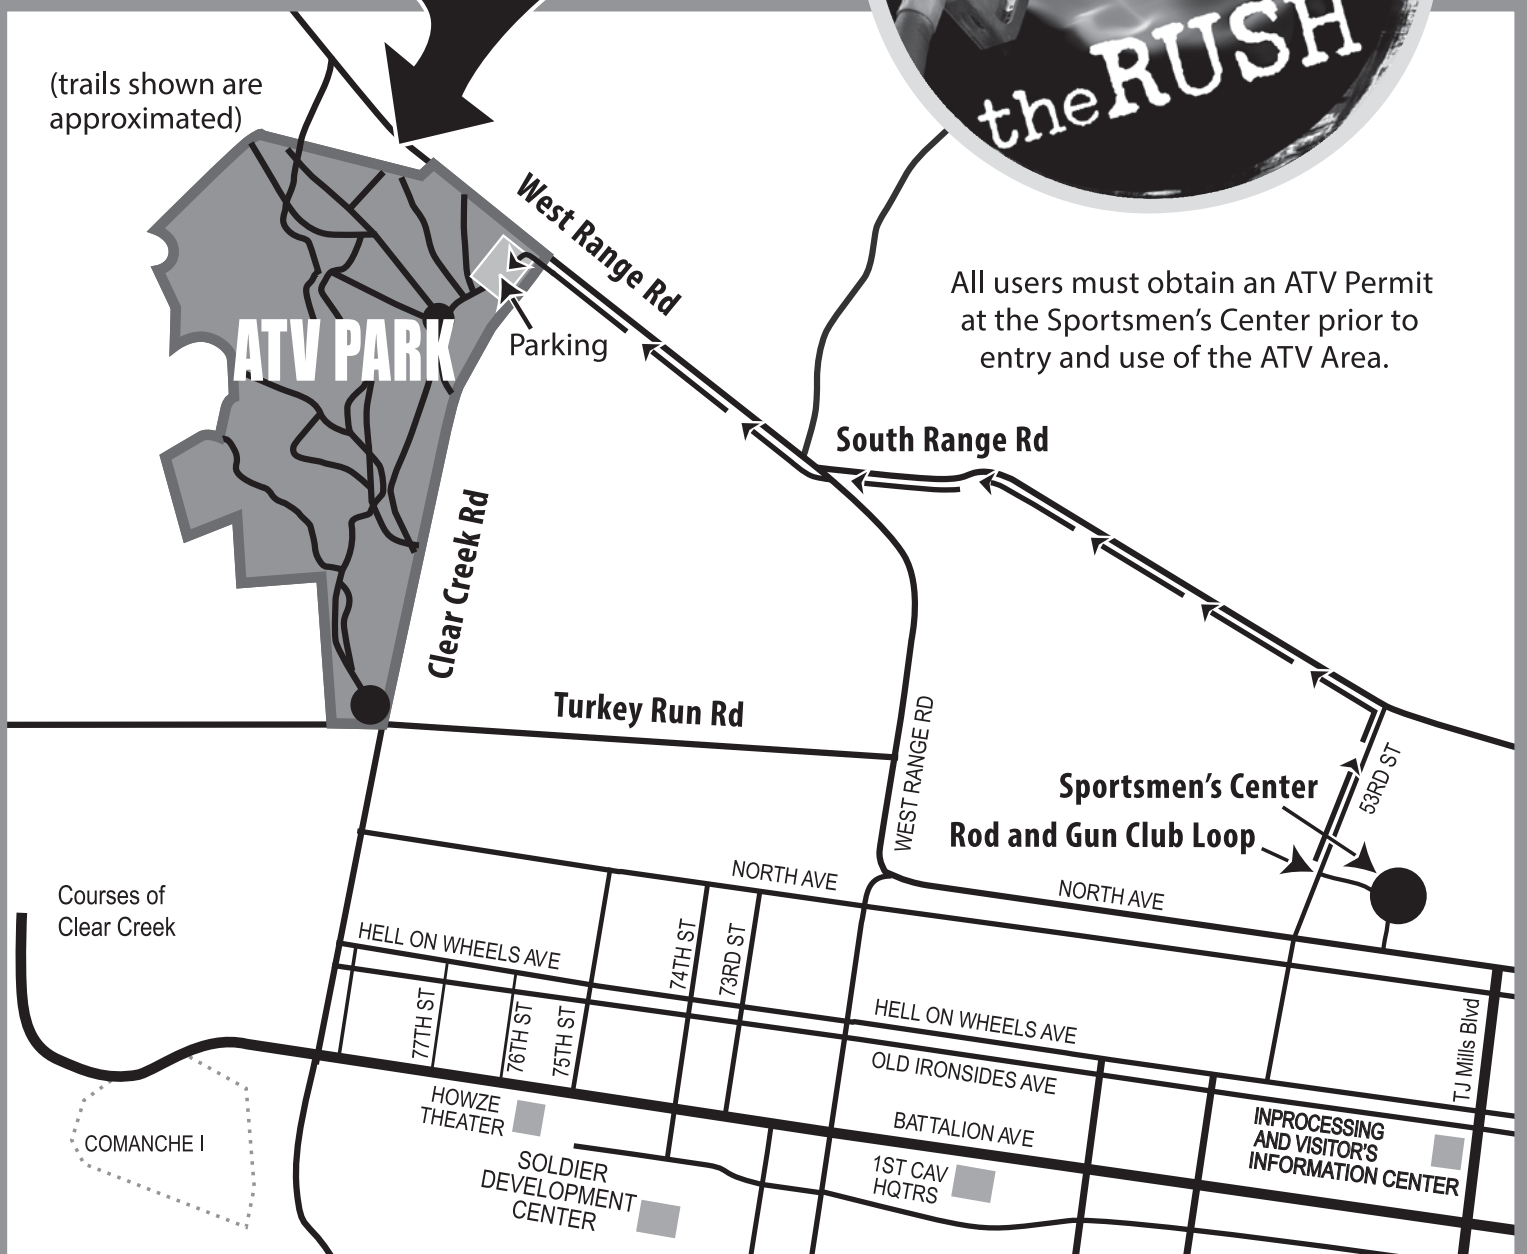 the RUSH
(trails shown are
approximated)
West Range Rd
All users must obtain an ATV Permit
at the Sportsmen's Center prior to
entry and use of the ATV Area.
ATV PARK
Parking
South Range Rd
Clear Creek Rd
Turkey Run Rd
WEST RANGE RD
53RD ST
Sportsmen's Center
Rod and Gun Club Loop
NORTH AVE
NORTH AVE
Courses of
Clear Creek
HELL ON WHEELS AVE
74TH ST
73RD ST
77TH ST
76TH ST
75TH ST
HELL ON WHEELS AVE
TJ Mills Blvd
OLD IRONSIDES AVE
HOWZE
THEATER
BATTALION AVE
INPROCESSING
AND VISITOR'S
INFORMATION CENTER
COMANCHE I
SOLDIER
DEVELOPMENT
CENTER
1ST CAV
HQTRS